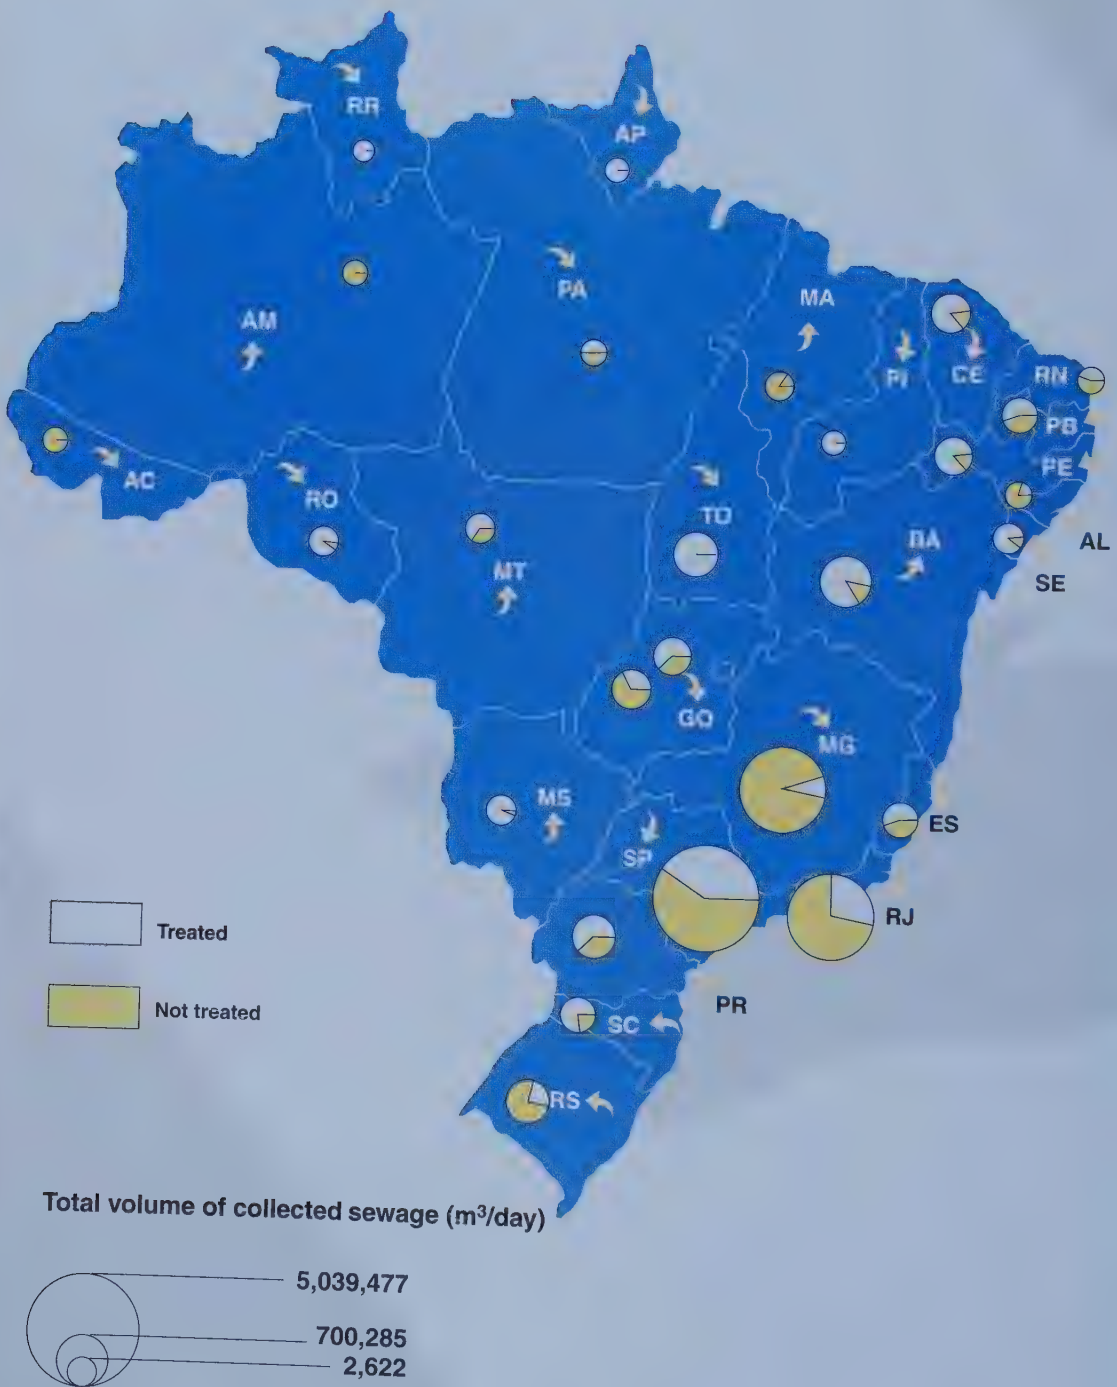 RR
AP
PA
AM
MA
PI
CE
RN
PB
PE
AC
RO
TO
BA
AL
SE
MT
GO
MG
MS
ES
SP
RJ
Treated
PR
Not treated
SC
RS
Total volume of collected sewage (m³/day)
5,039,477
700,285
2,622